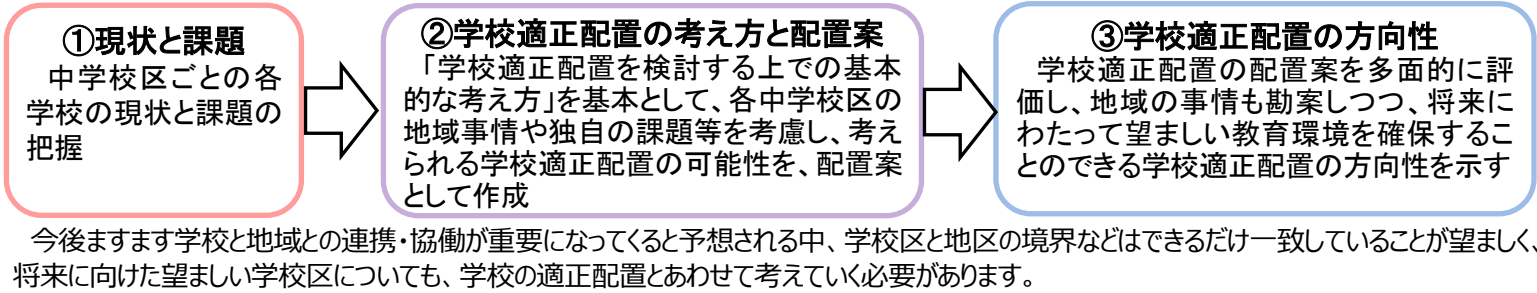 ①現状と課題
中学校区ごとの各
学校の現状と課題の
把握
②学校適正配置の考え方と配置案
「学校適正配置を検討する上での基本
的な考え方」を基本として、各中学校区の
地域事情や独自の課題等を考慮し、考え
られる学校適正配置の可能性を、配置案
として作成
③学校適正配置の方向性
学校適正配置の配置案を多面的に評
価し、地域の事情も勘案しつつ、将来に
わたって望ましい教育環境を確保するこ
とのできる学校適正配置の方向性を示す
今後ますます学校と地域との連携・協働が重要になってくると予想される中、学校区と地区の境界などはできるだけ一致していることが望ましく、
将来に向けた望ましい学校区についても、学校の適正配置とあわせて考えていく必要があります。